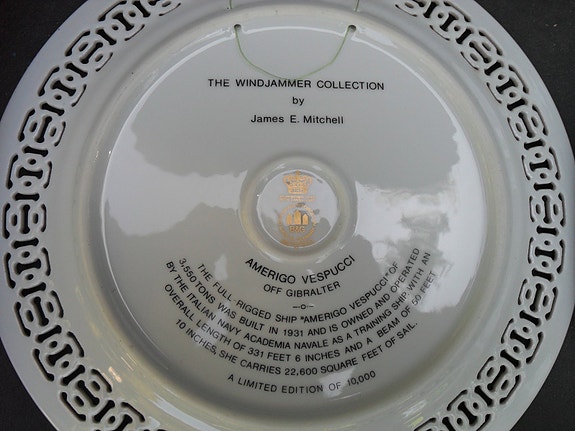 THE WINDJAMMER COLLECTION
by
James E. Mitchell
AMERIGO VESPUCCI
OFF GIBRALTER
THE FULL-RIGGED SHIP "AMERIGO VESPUCCI" OF
3,550 TONS WAS BUILT IN 1931 AND IS OWNED AND OPERATED
BY THE ITALIAN NAVY ACADEMIA NAVALE AS A TRAINING SHIP WITH AN
OVERALL LENGTH OF 331 FEET 6 INCHES AND A BEAM OF 50 FEET
10 INCHES. SHE CARRIES 22,600 SQUARE FEET OF SAIL.
A LIMITED EDITION OF 10,000